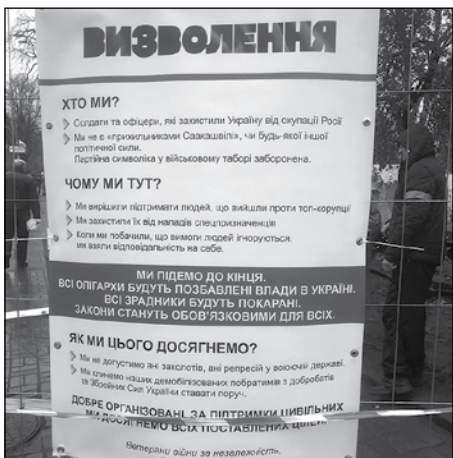 ВИЗВОЛЕННЯ
ХТО МИ?
Солдати та офіцери, які захистили Україну від окупації Росії
Ми не є «прихильниками Саакашвілі», чи будь-якої іншої
політичної сили.
Партійна символіка у військовому таборі заборонена.
ЧОМУ МИ ТУТ?
Ми вирішили підтримати людей, що вийшли проти топ-корупції
Ми захистили їх від нападів спецпризначенців
Коли ми побачили, що вимоги людей ігноруються,
ми взяли відповідальність на себе.
МИ ПІДЕМО ДО КІНЦЯ.
ВСІ ОЛІГАРХИ БУДУТЬ ПОЗБАВЛЕНІ ВЛАДИ В УКРАЇНІ.
ВСІ ЗРАДНИКИ БУДУТЬ ПОКАРАНІ.
ЗАКОНИ СТАНУТЬ ОБОВ'ЯЗКОВИМИ ДЛЯ ВСІХ.
ЯК МИ ЦЬОГО ДОСЯГНЕМО?
Ми не допустимо ані заколотів, ані репресій у воюючій державі.
Ми кличемо наших демобілізованих побратимів з добробатів
та Збройних Сил України ставати поруч.
ДОБРЕ ОРГАНІЗОВАНІ, ЗА ПІДТРИМКИ ЦИВІЛЬНИХ
МИ ДОСЯГНЕМО ВСІХ ПОСТАВЛЕНИХ ЦІЛЕЙ.
Ветерани війни за незалежність.